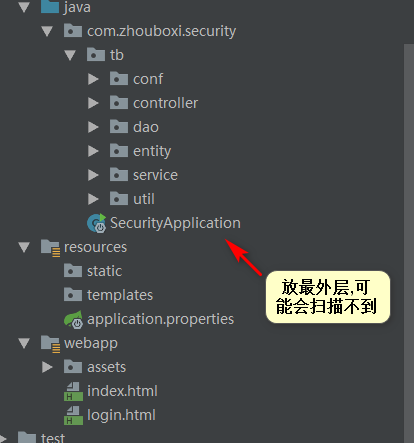 java
com.zhouboxi.security
tb
conf
controller
dao
entity
service
util
SecurityApplication
resources
static
templates
application.properties
webapp
assets
index.html
login.html
test
放最外层,可
能会扫描不到